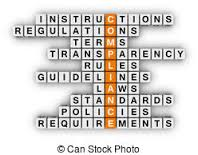 INSTRUCTIONS
REGULATIONS
TERMS
TRANSPARENCY
RULES
GUIDELINES
LAWS
STANDARDS
POLICIES
REQUIREMENTS
© Can Stock Photo